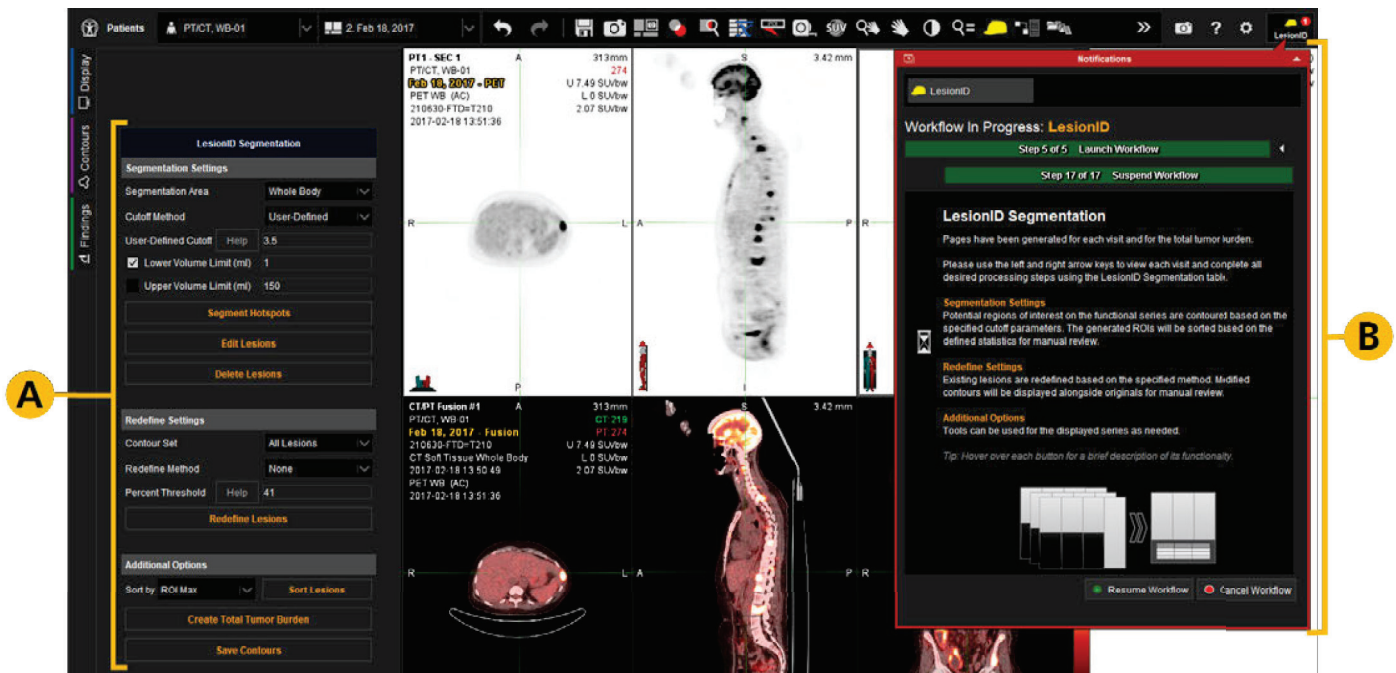 Patients
PT/CT, WB-01
2. Feb 18, 2017
SUV
LesionID
1
Display
Contours
Findings
A
LesionID Segmentation
Segmentation Settings
Segmentation Area Whole Body
Cutoff Method User-Defined
User-Defined Cutoff Help 3.5
Lower Volume Limit (ml) 1
Upper Volume Limit (ml) 150
Segment Hotspots
Edit Lesions
Delete Lesions
Redefine Settings
Contour Set All Lesions
Redefine Method None
Percent Threshold Help 41
Redefine Lesions
Additional Options
Sort by ROI Max Sort Lesions
Create Total Tumor Burden
Save Contours
PT1 - SEC 1 A 313 mm
PT/CT, WB-01 274
Feb 18, 2017 - PET U 7.49 SUVbw
PET WB (AC) L 0 SUVbw
210630-FTD=T210 2.07 SUVbw
2017-02-18 13:51:36
R L
P
S 3.42 mm
A P
I
R
CT/PT Fusion #1 A 313 mm
PT/CT, WB-01 CT 219
Feb 18, 2017 - Fusion PT 274
210630-FTD=T210 U 7.49 SUVbw
CT Soft Tissue Whole Body L 0 SUVbw
2017-02-18 13:50:49 2.07 SUVbw
PET WB (AC)
2017-02-18 13:51:36
R L
S 3.42 mm
A P
R
Notifications
LesionID
Workflow In Progress: LesionID
Step 5 of 5 Launch Workflow
Step 17 of 17 Suspend Workflow
LesionID Segmentation
Pages have been generated for each visit and for the total tumor kurden.
Please use the left and right arrow keys to view each visit and conplete all
desired processing steps using the LesionID Segmentation table.
Segmentation Settings
Potential regions of interest on the functional series are contoured based on the
specified cutoff parameters. The generated ROIs will be sorted bised on the
defined statistics for manual review.
Redefine Settings
Existing lesions are redefined based on the specified method. Modified
contours will be displayed alongside originals for manual review.
Additional Options
Tools can be used for the displayed series as needed.
Tip: Hover over each button for a brief description of its functionality.
Resume Workflow Cancel Workflow
B